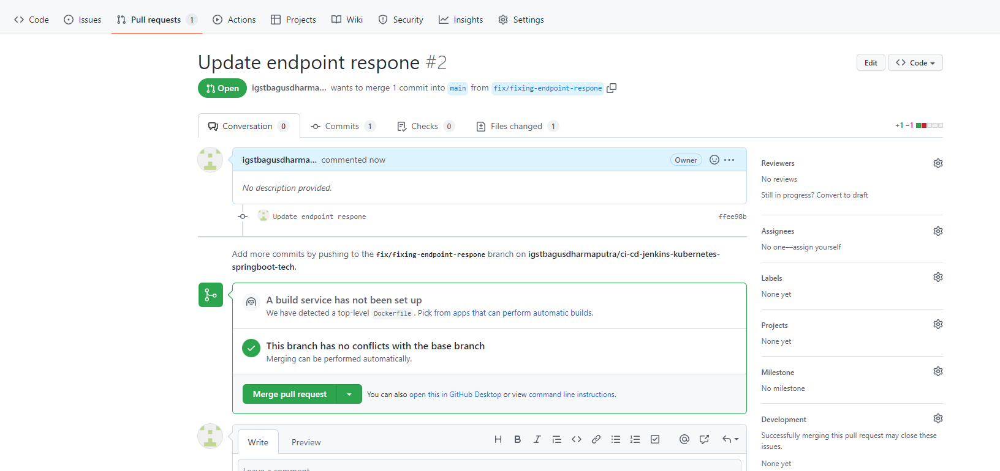 Code Issues Pull requests 1 Actions Projects Wiki Security Insights Settings
Update endpoint respone #2
Edit Code
Open igstbagusdharma... wants to merge 1 commit into main from fix/fixing-endpoint-respone
Conversation 0 Commits 1 Checks 0 Files changed 1 +1 −1
igstbagusdharma... commented now Owner
No description provided.
Update endpoint respone ffee98b
Add more commits by pushing to the fix/fixing-endpoint-respone branch on igstbagusdharmaputra/ci-cd-jenkins-kubernetes-
springboot-tech.
A build service has not been set up
We have detected a top-level Dockerfile. Pick from apps that can perform automatic builds.
This branch has no conflicts with the base branch
Merging can be performed automatically.
Merge pull request You can also open this in GitHub Desktop or view command line instructions.
Write Preview
Leave a comment
Reviewers
No reviews
Still in progress? Convert to draft
Assignees
No one—assign yourself
Labels
None yet
Projects
None yet
Milestone
No milestone
Development
Successfully merging this pull request may close these
issues.
None yet